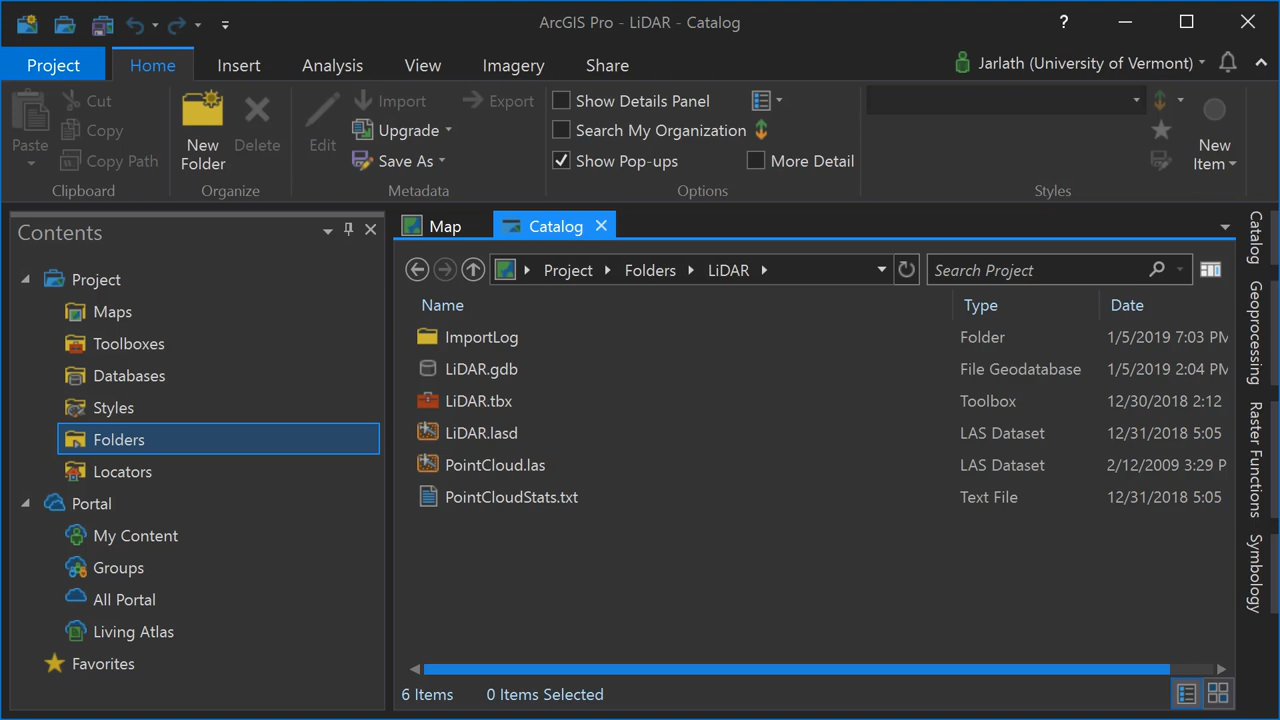 ArcGIS Pro - LiDAR - Catalog
?
Project Home Insert Analysis View Imagery Share
Jarlath (University of Vermont)
Paste
Cut
Copy
Copy Path
Clipboard
New Folder
Delete
Organize
Edit
Import
Export
Upgrade
Save As
Metadata
Show Details Panel
Search My Organization
Show Pop-ups
More Detail
Options
Styles
New Item
Contents
Project
Maps
Toolboxes
Databases
Styles
Folders
Locators
Portal
My Content
Groups
All Portal
Living Atlas
Favorites
Map
Catalog
Project Folders LiDAR
Search Project
Name Type Date
ImportLog Folder 1/5/2019 7:03 PM
LiDAR.gdb File Geodatabase 1/5/2019 2:04 PM
LiDAR.tbx Toolbox 12/30/2018 2:12
LiDAR.lasd LAS Dataset 12/31/2018 5:05
PointCloud.las LAS Dataset 2/12/2009 3:29 P
PointCloudStats.txt Text File 12/31/2018 5:05
6 Items 0 Items Selected
Catalog
Geoprocessing
Raster Functions
Symbology